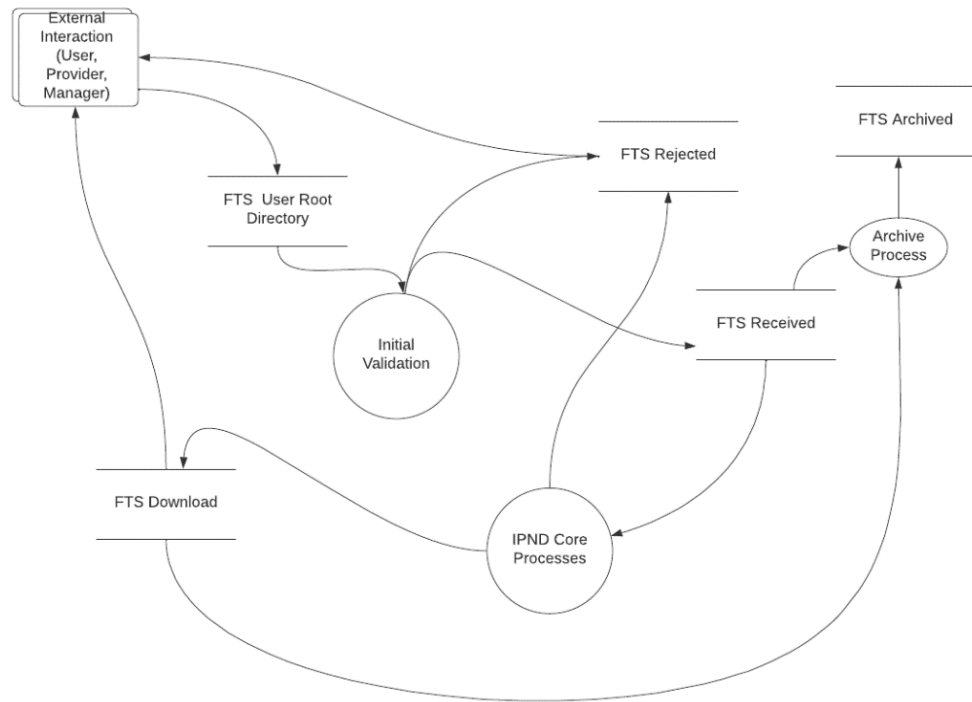 External
Interaction
(User,
Provider,
Manager)
FTS Archived
FTS Rejected
FTS User Root
Directory
Archive
Process
FTS Received
Initial
Validation
FTS Download
IPND Core
Processes